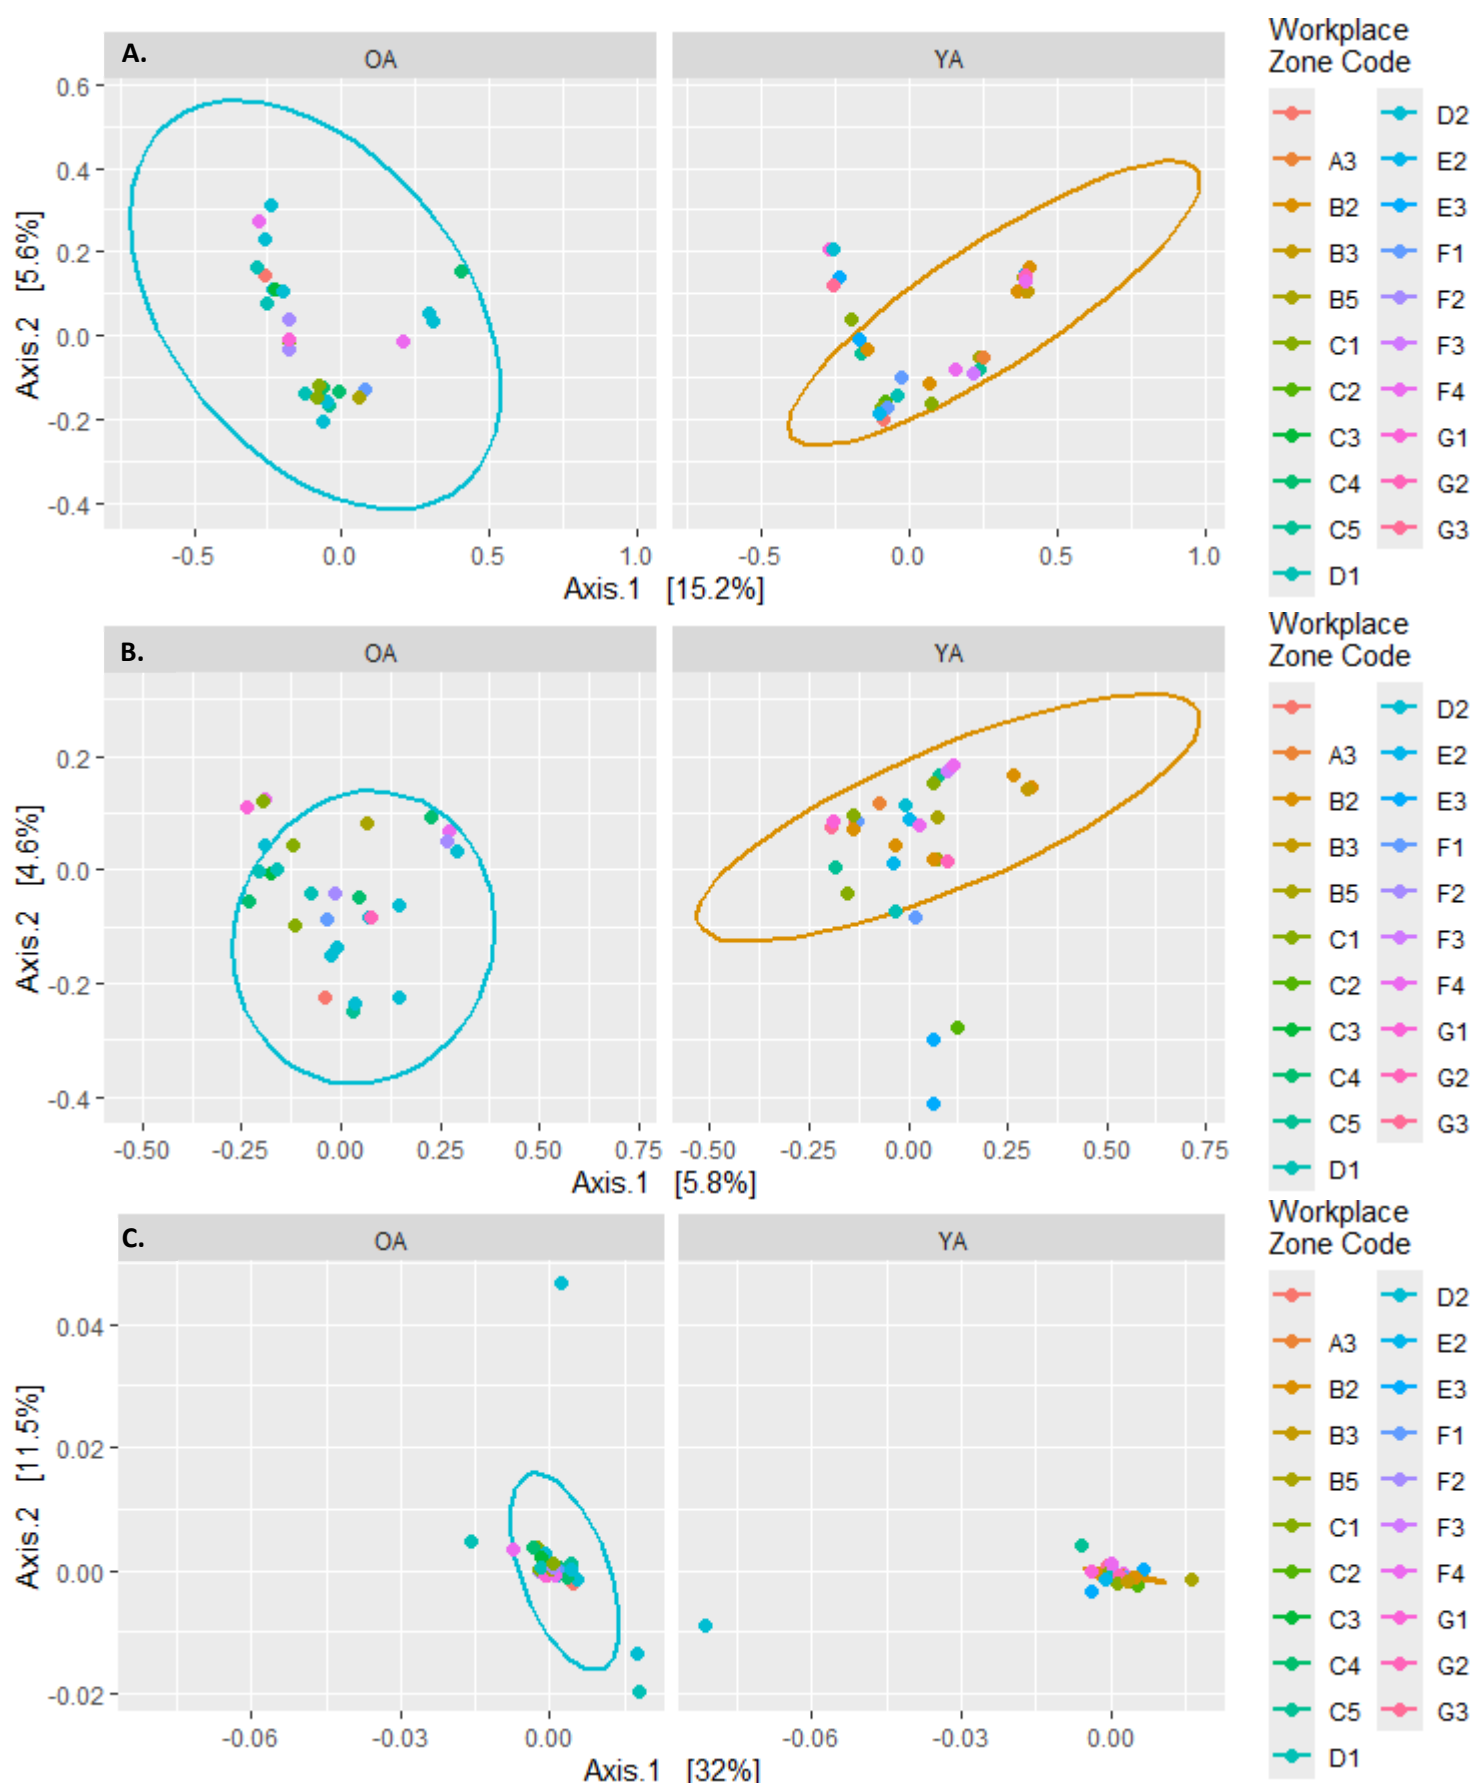 A.
OA
YA
Workplace
Zone Code
0.6
0.4
0.2
0.0
-0.2
-0.4
Axis.2 [5.6%]
-0.5 0.0 0.5 1.0
-0.5 0.0 0.5 1.0
Axis.1 [15.2%]
D2
A3 E2
B2 E3
B3 F1
B5 F2
C1 F3
C2 F4
C3 G1
C4 G2
C5 G3
D1
B.
OA
YA
Workplace
Zone Code
0.2
0.0
-0.2
-0.4
Axis.2 [4.6%]
-0.50 -0.25 0.00 0.25 0.50 0.75
-0.50 -0.25 0.00 0.25 0.50 0.75
Axis.1 [5.8%]
D2
A3 E2
B2 E3
B3 F1
B5 F2
C1 F3
C2 F4
C3 G1
C4 G2
C5 G3
D1
C.
OA
YA
Workplace
Zone Code
0.04
0.02
0.00
-0.02
Axis.2 [11.5%]
-0.06 -0.03 0.00
-0.06 -0.03 0.00
Axis.1 [32%]
D2
A3 E2
B2 E3
B3 F1
B5 F2
C1 F3
C2 F4
C3 G1
C4 G2
C5 G3
D1